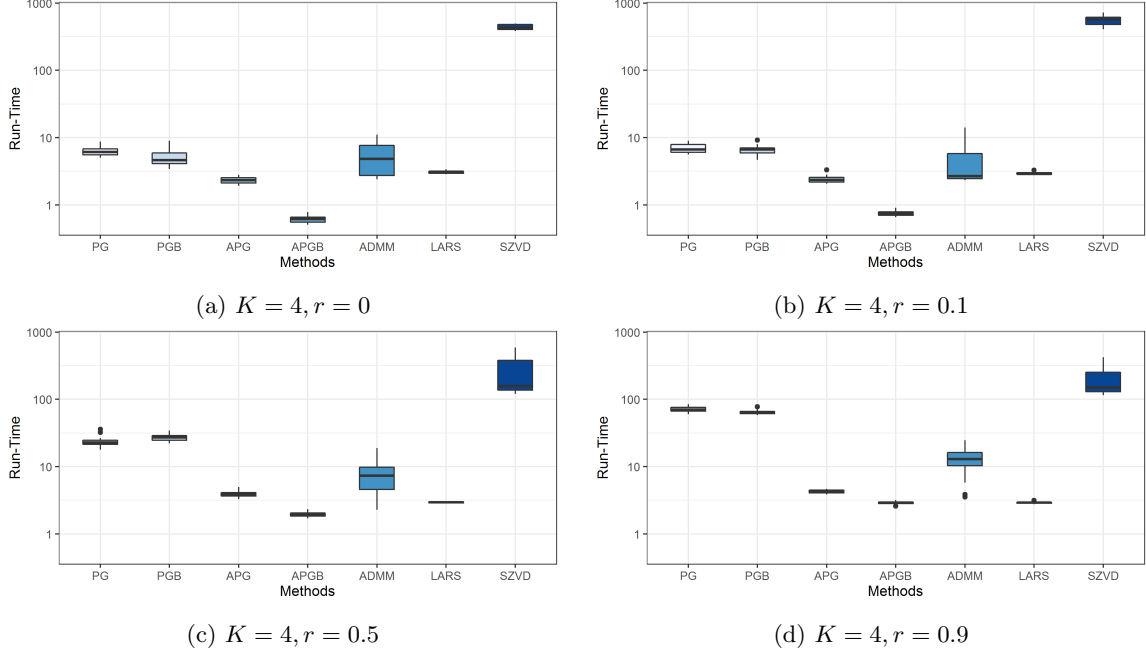 1000
100
10
1
Run-Time
PG PGB APG APGB ADMM LARS SZVD
Methods
(a) K = 4, r = 0
1000
100
10
1
Run-Time
PG PGB APG APGB ADMM LARS SZVD
Methods
(b) K = 4, r = 0.1
1000
100
10
1
Run-Time
PG PGB APG APGB ADMM LARS SZVD
Methods
(c) K = 4, r = 0.5
1000
100
10
1
Run-Time
PG PGB APG APGB ADMM LARS SZVD
Methods
(d) K = 4, r = 0.9